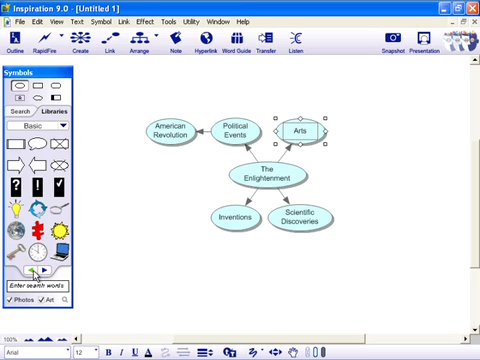 Inspiration 9.0 - [Untitled 1]
File Edit View Text Symbol Link Effect Tools Utility Window Help
Outline RapidFire Create Link Arrange Note Hyperlink Word Guide Transfer Listen Snapshot Presentation
Symbols
Search Libraries
Basic
? ! ✓
Enter search words
Photos Art
American
Revolution
Political
Events
Arts
The
Enlightenment
Inventions
Scientific
Discoveries
100%
Arial 12 B I U A